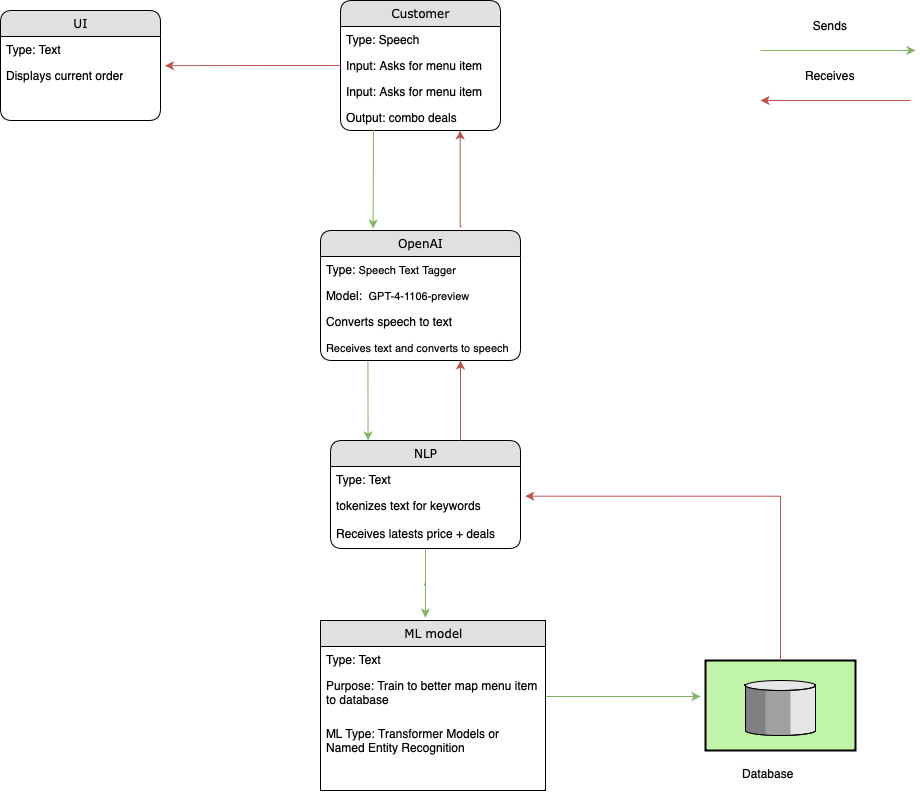 UI
Type: Text
Displays current order
Customer
Type: Speech
Input: Asks for menu item
Input: Asks for menu item
Output: combo deals
Sends
Receives
OpenAI
Type: Speech Text Tagger
Model: GPT-4-1106-preview
Converts speech to text
Receives text and converts to speech
NLP
Type: Text
tokenizes text for keywords
Receives latests price + deals
ML model
Type: Text
Purpose: Train to better map menu item
to database
ML Type: Transformer Models or
Named Entity Recognition
Database